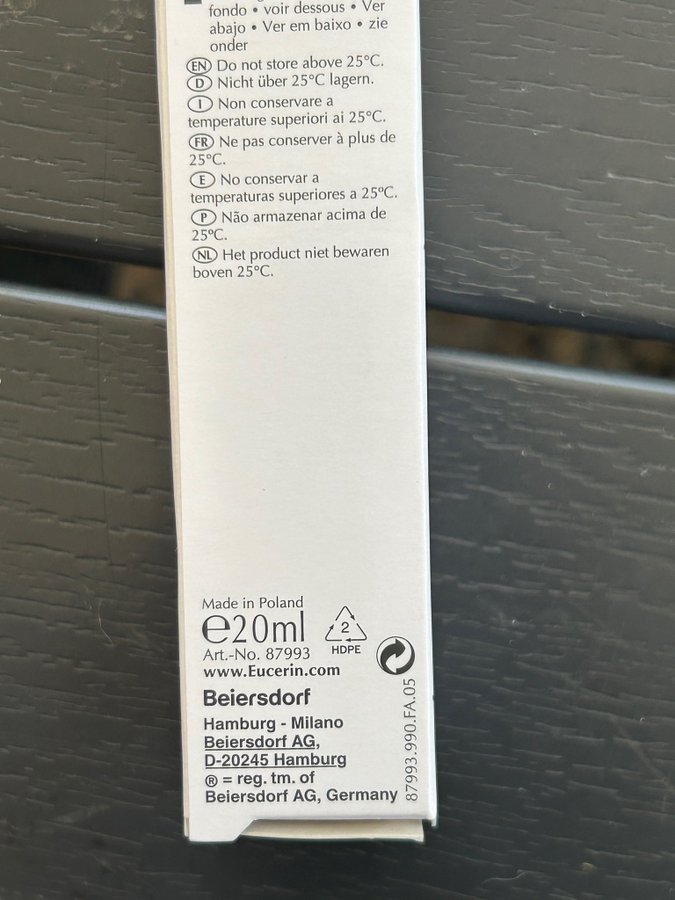 fondo • voir dessous • Ver
abajo • Ver em baixo • zie
onder
EN Do not store above 25°C.
D Nicht über 25°C lagern.
I Non conservare a
temperature superiori ai 25°C.
FR Ne pas conserver à plus de
25°C.
E No conservar a
temperaturas superiores a 25°C.
P Não armazenar acima de
25°C.
NL Het product niet bewaren
boven 25°C.
Made in Poland
℮20ml
2
HDPE
Art.-No. 87993
www.Eucerin.com
Beiersdorf
Hamburg - Milano
Beiersdorf AG,
D-20245 Hamburg
® = reg. tm. of
Beiersdorf AG, Germany
87993.990.FA.05